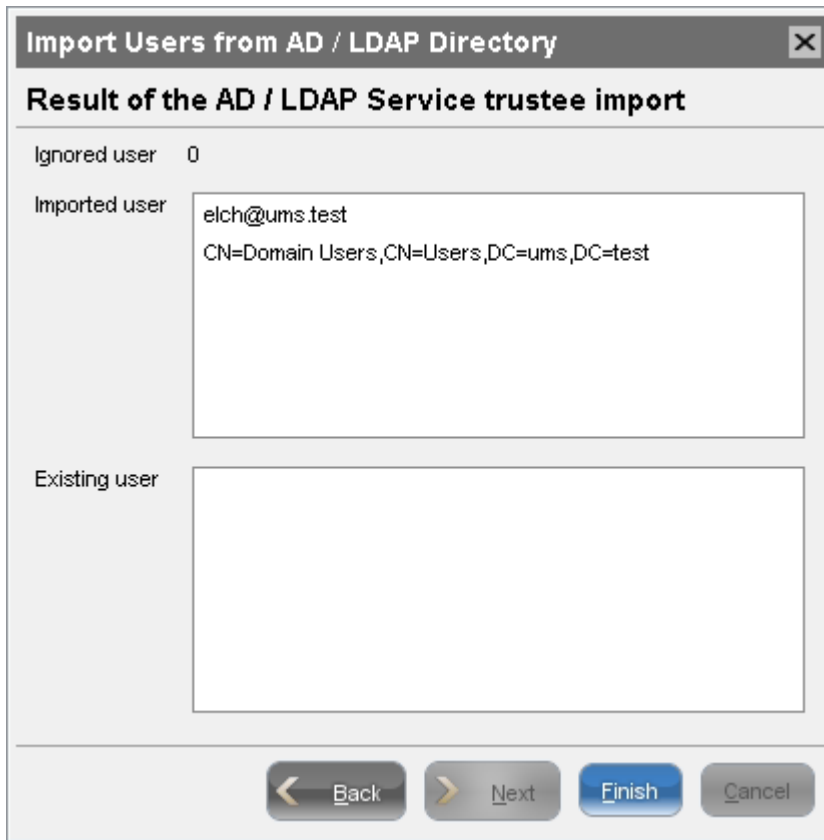 Import Users from AD / LDAP Directory
Result of the AD / LDAP Service trustee import
Ignored user 0
Imported user
elch@ums.test
CN=Domain Users,CN=Users,DC=ums,DC=test
Existing user
Back Next Finish Cancel